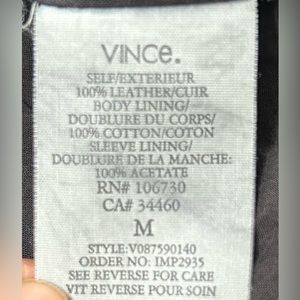 VINCe.
SELF/EXTERIEUR
100% LEATHER/CUIR
BODY LINING/
DOUBLURE DU CORPS/
100% COTTON/COTON
SLEEVE LINING/
DOUBLURE DE LA MANCHE:
100% ACETATE
RN# 106730
CA# 34460
M
STYLE:V087590140
ORDER NO: IMP2935
SEE REVERSE FOR CARE
VIT REVERSE POUR SOIN